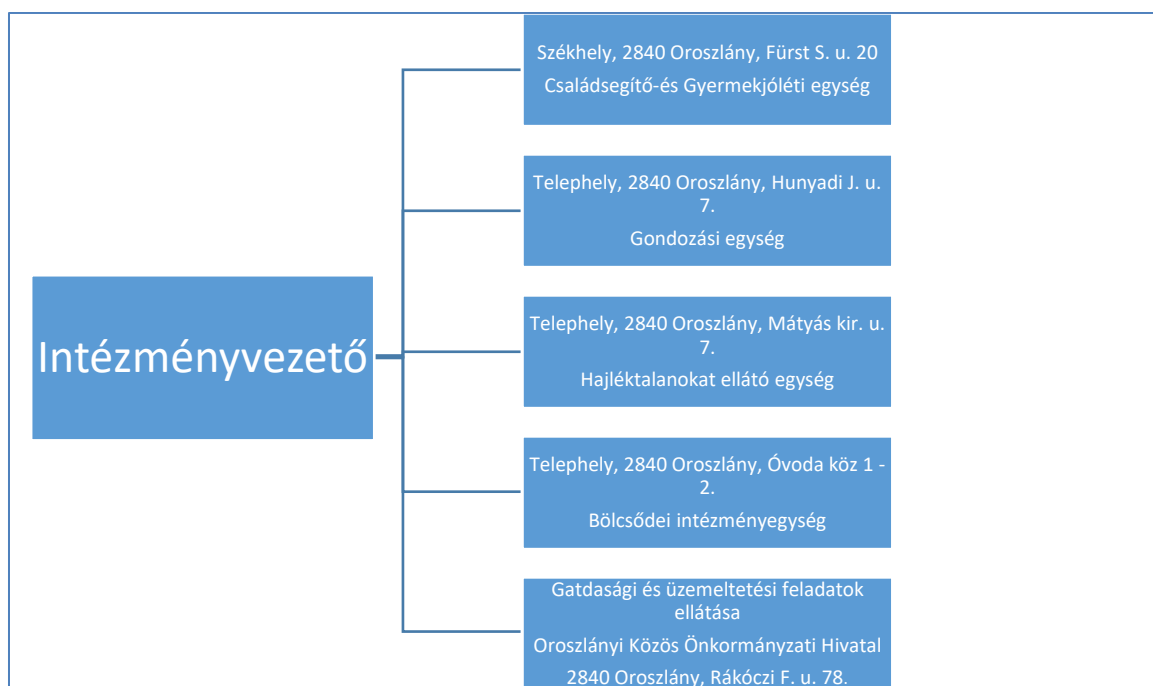 Székhely, 2840 Oroszlány, Fürst S. u. 20
Családsegítő-és Gyermekjóléti egység
Telephely, 2840 Oroszlány, Hunyadi J. u.
7.
Gondozási egység
Intézményvezető
Telephely, 2840 Oroszlány, Mátyás kir. u.
7.
Hajléktalanokat ellátó egység
Telephely, 2840 Oroszlány, Óvoda köz 1 -
2.
Bölcsődei intézményegység
Gatdasági és üzemeltetési feladatok
ellátása
Oroszlányi Közös Önkormányzati Hivatal
2840 Oroszlány, Rákóczi F. u. 78.